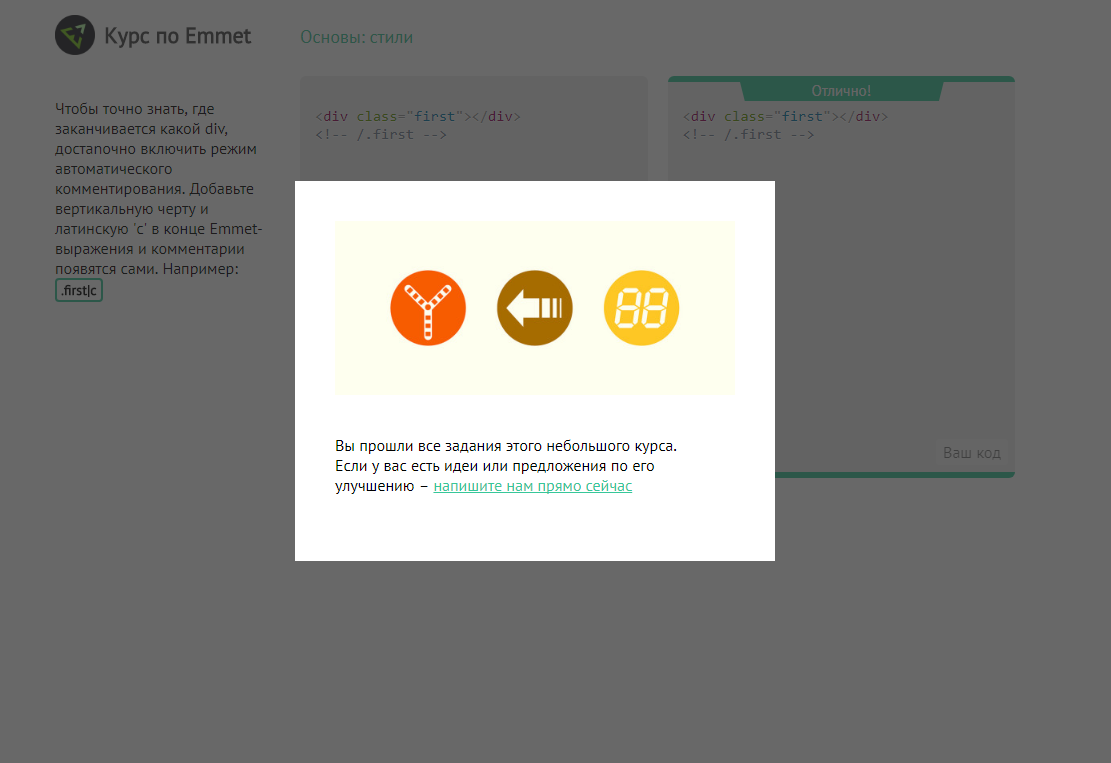 Курс по Emmet
Основы: стили
Чтобы точно знать, где
заканчивается какой div,
достаnочно включить режим
автоматического
комментирования. Добавьте
вертикальную черту и
латинскую 'c' в конце Emmet-
выражения и комментарии
появятся сами. Например:
.first|c
<div class="first"></div>
<!-- /.first -->
Отлично!
<div class="first"></div>
<!-- /.first -->
Ваш код
88
Вы прошли все задания этого небольшого курса.
Если у вас есть идеи или предложения по его
улучшению – напишите нам прямо сейчас